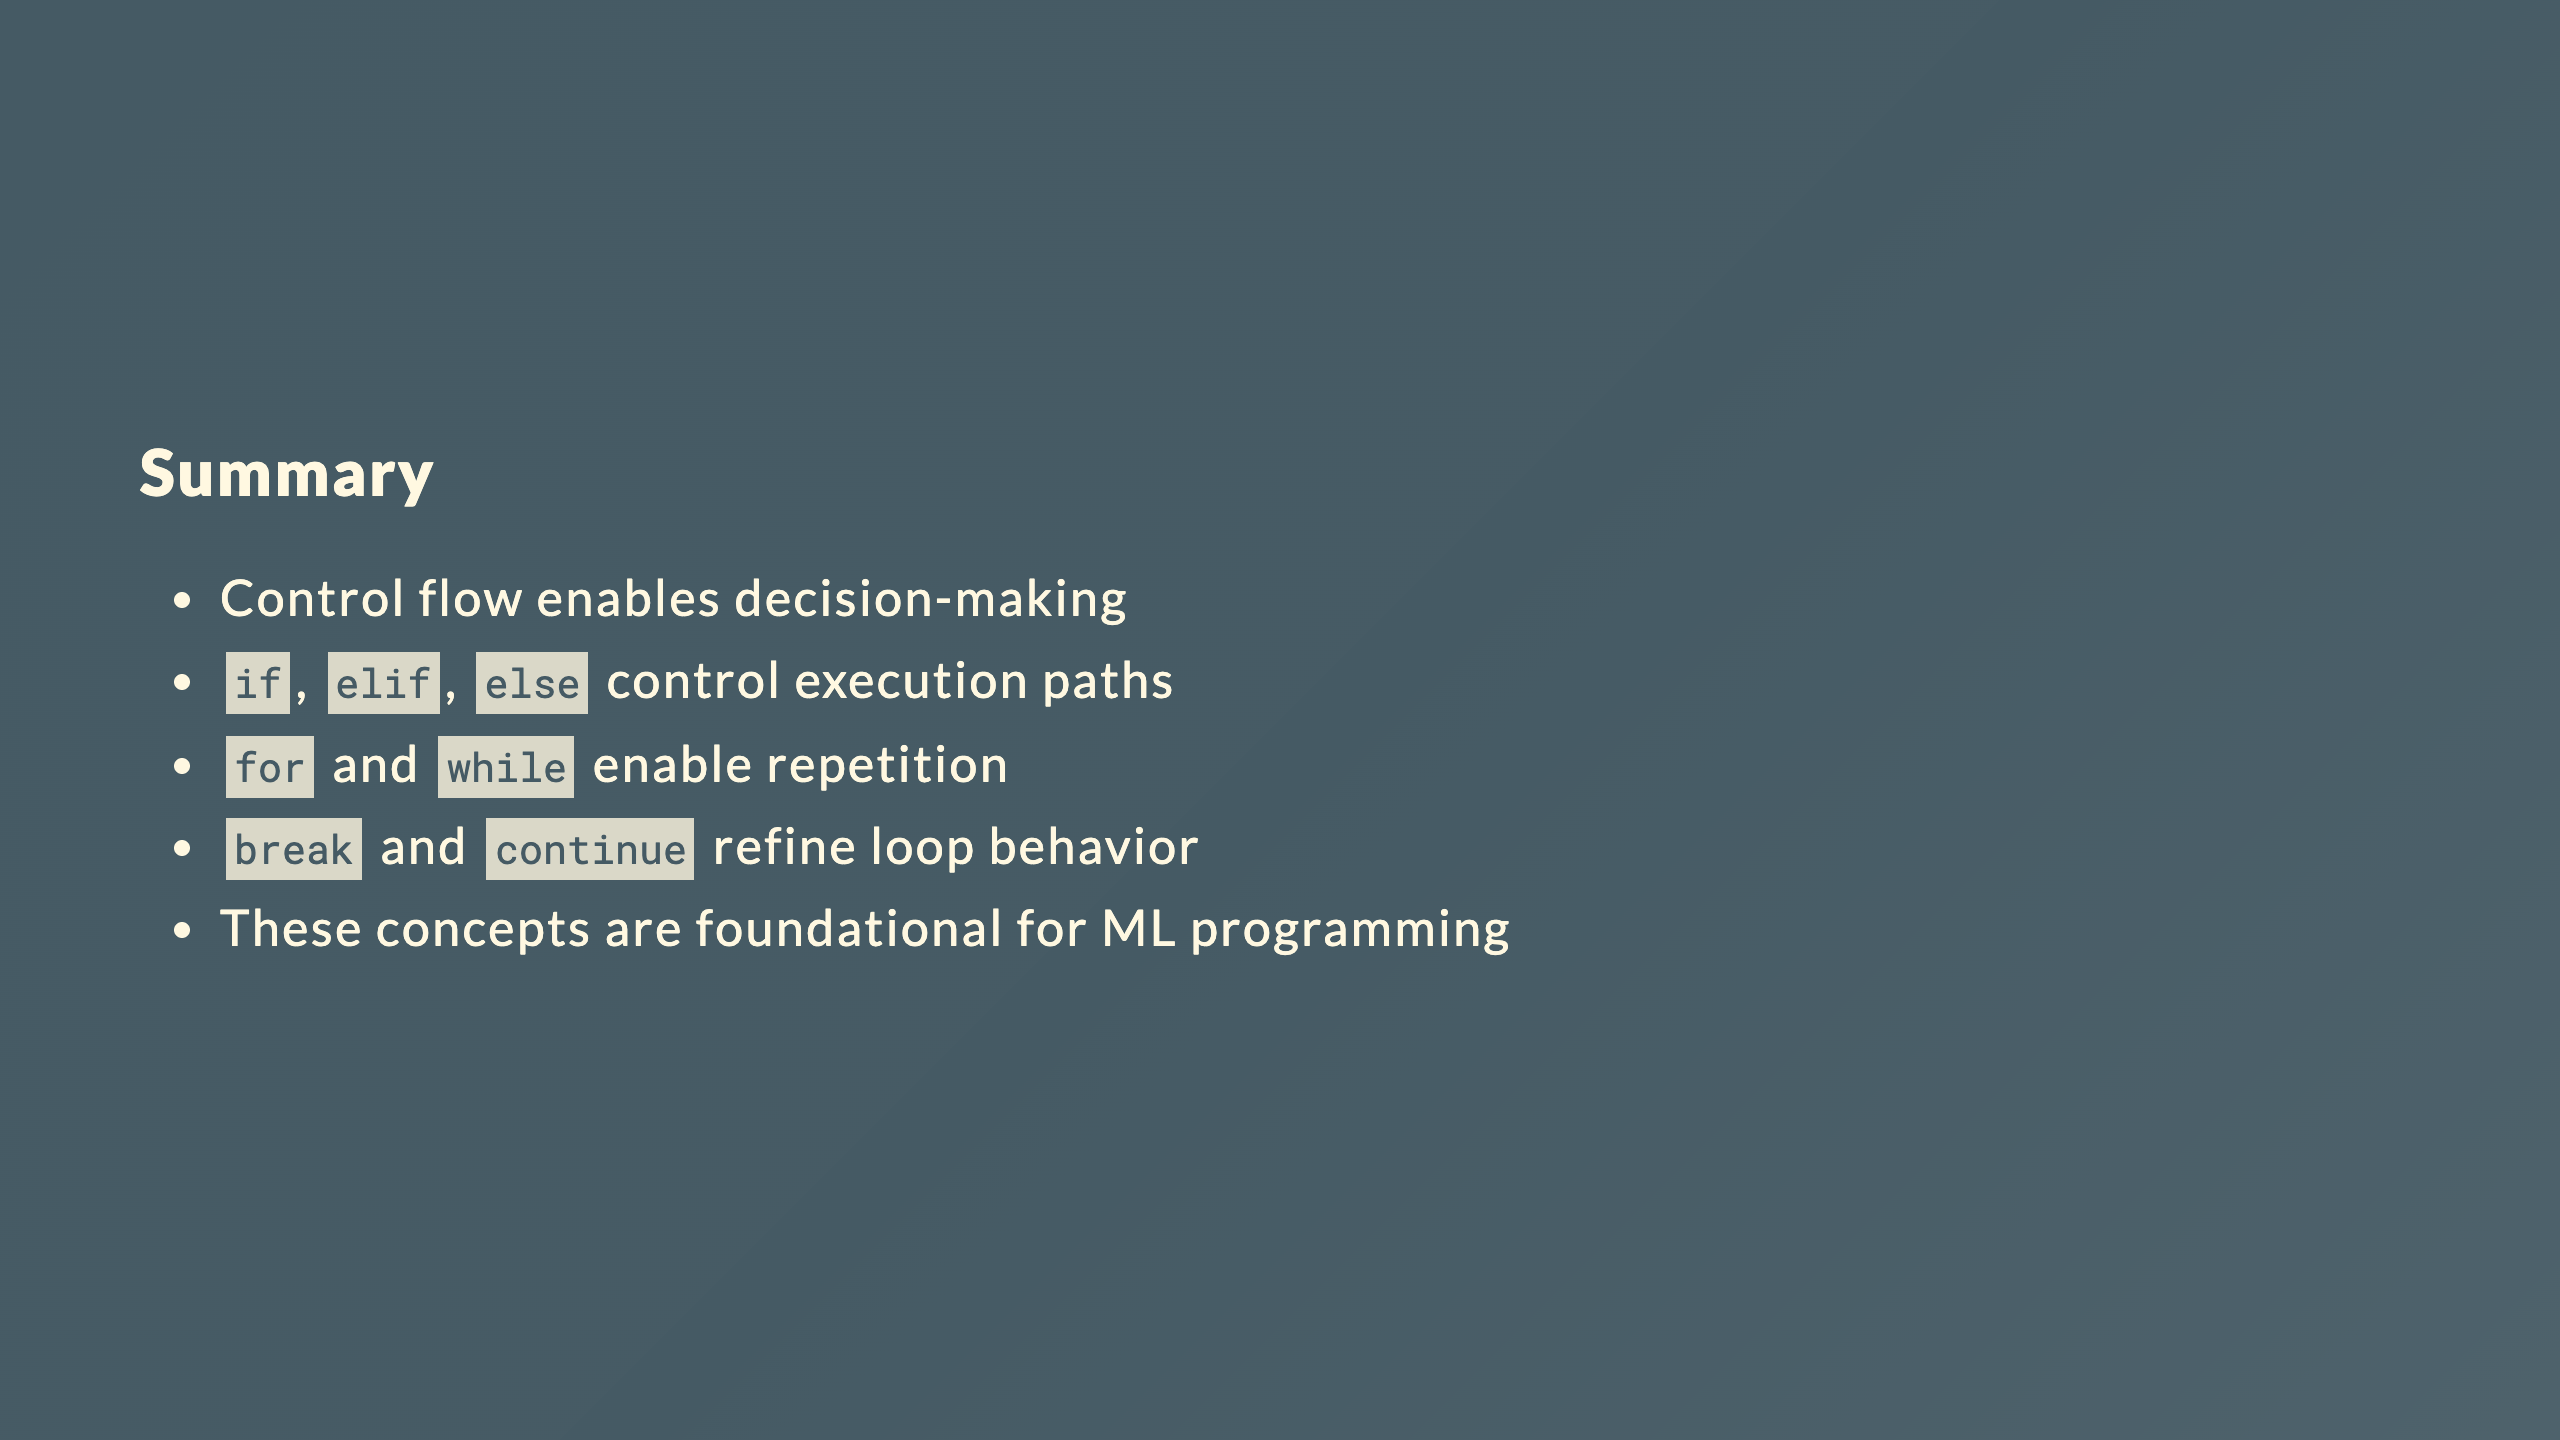 Summary
• Control flow enables decision-making
• if, elif, else control execution paths
• for and while enable repetition
• break and continue refine loop behavior
• These concepts are foundational for ML programming